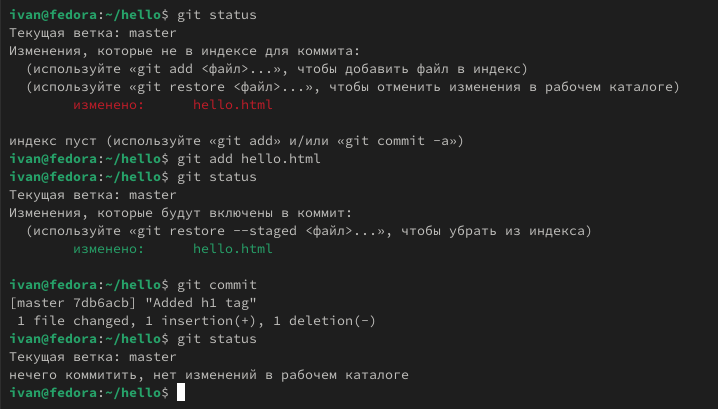 ivan@fedora:~/hello$ git status
Текущая ветка: master
Изменения, которые не в индексе для коммита:
  (используйте «git add <файл>...», чтобы добавить файл в индекс)
  (используйте «git restore <файл>...», чтобы отменить изменения в рабочем каталоге)
        изменено:      hello.html

индекс пуст (используйте «git add» и/или «git commit -a»)
ivan@fedora:~/hello$ git add hello.html
ivan@fedora:~/hello$ git status
Текущая ветка: master
Изменения, которые будут включены в коммит:
  (используйте «git restore --staged <файл>...», чтобы убрать из индекса)
        изменено:      hello.html

ivan@fedora:~/hello$ git commit
[master 7db6acb] "Added h1 tag"
 1 file changed, 1 insertion(+), 1 deletion(-)
ivan@fedora:~/hello$ git status
Текущая ветка: master
нечего коммитить, нет изменений в рабочем каталоге
ivan@fedora:~/hello$